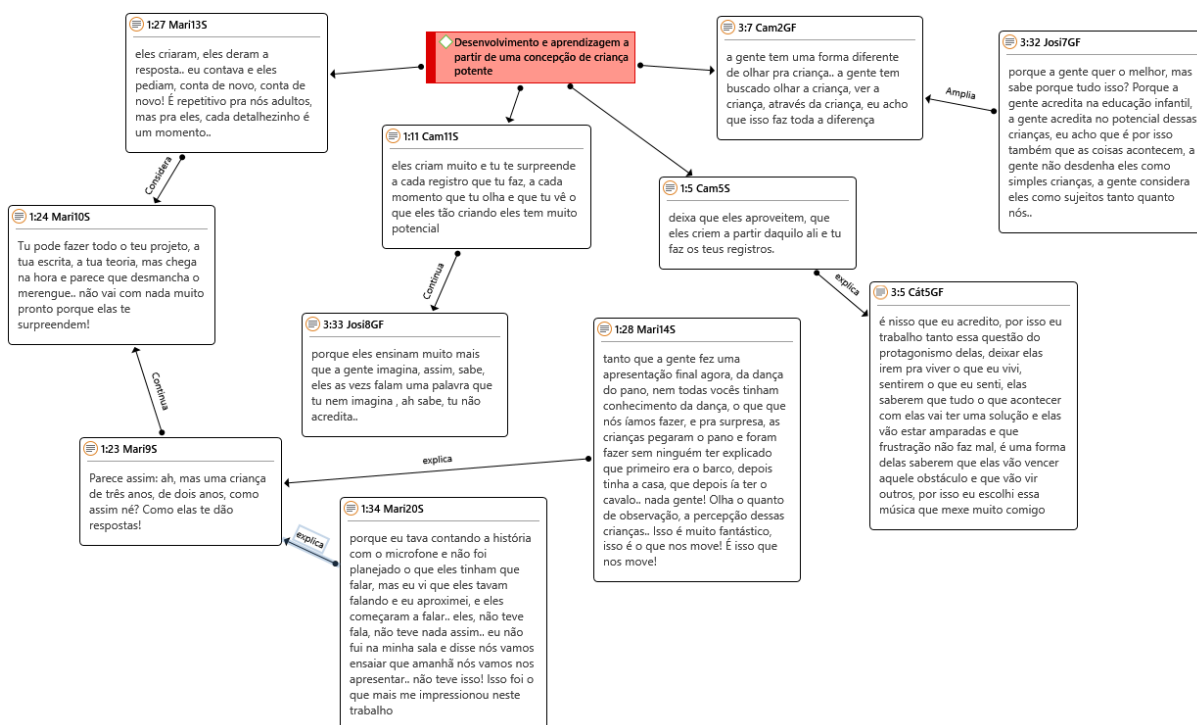 1:27 Mari13S
eles criaram, eles deram a
resposta.. eu contava e eles
pediam, conta de novo, conta de
novo! É repetitivo pra nós adultos,
mas pra eles, cada detalhezinho é
um momento..
Desenvolvimento e aprendizagem a
partir de uma concepção de criança
potente
3:7 Cam2GF
a gente tem uma forma diferente
de olhar pra criança.. a gente tem
buscado olhar a criança, ver a
criança, através da criança, eu acho
que isso faz toda a diferença
Amplia
3:32 Josi7GF
porque a gente quer o melhor, mas
sabe porque tudo isso? Porque a
gente acredita na educação infantil,
a gente acredita no potencial dessas
crianças, eu acho que é por isso
também que as coisas acontecem, a
gente não desdenha eles como
simples crianças, a gente considera
eles como sujeitos tanto quanto
nós..
1:11 Cam11S
eles criam muito e tu te surpreende
a cada registro que tu faz, a cada
momento que tu olha e que tu vê o
que eles tão criando eles tem muito
potencial
1:5 Cam5S
deixa que eles aproveitem, que
eles criem a partir daquilo ali e tu
faz os teus registros.
Considera
1:24 Mari10S
Tu pode fazer todo o teu projeto, a
tua escrita, a tua teoria, mas chega
na hora e parece que desmancha o
merengue.. não vai com nada muito
pronto porque elas te
surpreendem!
Continua
3:33 Josi8GF
porque eles ensinam muito mais
que a gente imagina, assim, sabe,
eles as vezs falam uma palavra que
tu nem imagina , ah sabe, tu não
acredita..
explica
3:5 Cát5GF
é nisso que eu acredito, por isso eu
trabalho tanto essa questão do
protagonismo delas, deixar elas
irem pra viver o que eu vivi,
sentirem o que eu senti, elas
saberem que tudo o que acontecer
com elas vai ter uma solução e elas
vão estar amparadas e que
frustração não faz mal, é uma forma
delas saberem que elas vão vencer
aquele obstáculo e que vão vir
outros, por isso eu escolhi essa
música que mexe muito comigo
1:28 Mari14S
tanto que a gente fez uma
apresentação final agora, da dança
do pano, nem todas vocês tinham
conhecimento da dança, o que que
nós íamos fazer, e pra surpresa, as
crianças pegaram o pano e foram
fazer sem ninguém ter explicado
que primeiro era o barco, depois
tinha a casa, que depois ía ter o
cavalo.. nada gente! Olha o quanto
de observação, a percepção dessas
crianças.. Isso é muito fantástico,
isso é o que nos move! É isso que
nos move!
Continua
1:23 Mari9S
Parece assim: ah, mas uma criança
de três anos, de dois anos, como
assim né? Como elas te dão
respostas!
explica
explica
1:34 Mari20S
porque eu tava contando a história
com o microfone e não foi
planejado o que eles tinham que
falar, mas eu vi que eles tavam
falando e eu aproximei, e eles
começaram a falar.. eles, não teve
fala, não teve nada assim.. eu não
fui na minha sala e disse nós vamos
ensaiar que amanhã nós vamos nos
apresentar.. não teve isso! Isso foi o
que mais me impressionou neste
trabalho